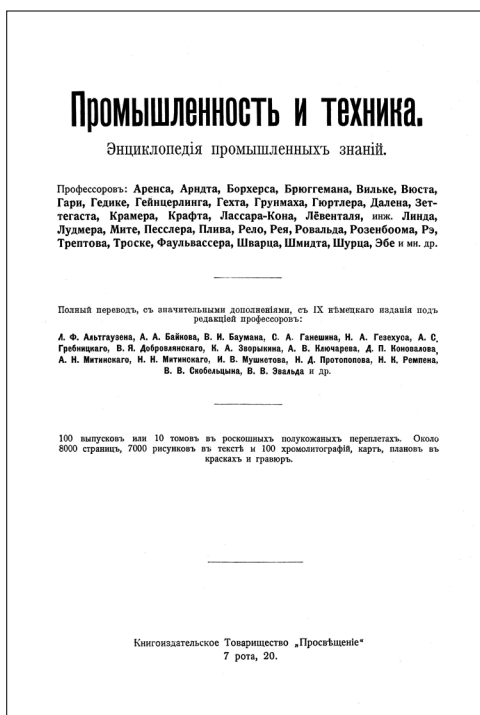 Промышленность и техника.
Энциклопедія промышленныхъ знаній.
Профессоровъ: Аренса, Арндта, Борхерса, Брюггемана, Вильке, Вюста,
Гари, Гедике, Гейнцерлинга, Гехта, Грунмаха, Гюртлера, Далена, Зет-
тегаста, Крамера, Крафта, Лассара-Кона, Лёвенталя, инж. Линда,
Лудмера, Мите, Песслера, Плива, Рело, Рея, Ровальда, Розенбоома, Рэ,
Трептова, Троске, Фаульвассера, Шварца, Шмидта, Шурца, Эбе и мн. др.
Полный переводъ, съ значительными дополненіями, съ IX нѣмецкаго изданія подъ
редакціей профессоровъ:
Л. Ф. Альтгаузена, А. А. Байкова, В. И. Баумана, С. А. Ганешина, Н. А. Гезехуса, А. С.
Гребницкаго, В. Я. Добровлянскаго, К. А. Зворыкина, А. В. Ключарева, Д. П. Коновалова,
А. Н. Митинскаго, Н. Н. Митинскаго, И. В. Мушкетова, Н. Д. Протопопова, Н. К. Ремпена,
В. В. Скобельцына, В. В. Эвальда и др.
100 выпусковъ или 10 томовъ въ роскошныхъ полукожаныхъ переплетахъ. Около
8000 страницъ, 7000 рисунковъ въ текстѣ и 100 хромолитографій, картъ, плановъ въ
краскахъ и гравюръ.
Книгоиздательское Товарищество „Просвѣщеніе“
7 рота, 20.